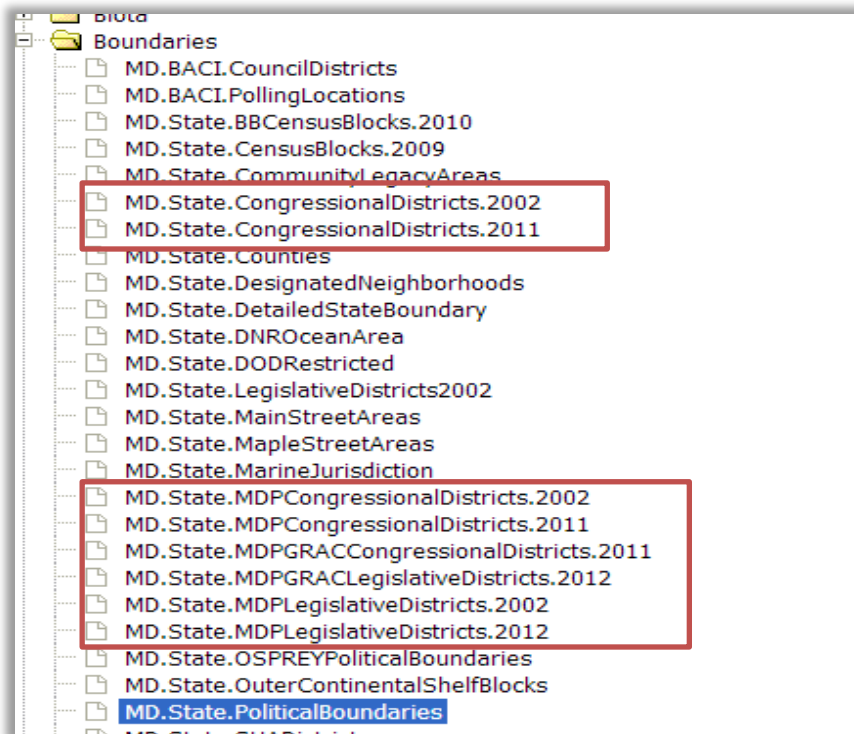 Biota
Boundaries
MD.BACI.CouncilDistricts
MD.BACI.PollingLocations
MD.State.BBCensusBlocks.2010
MD.State.CensusBlocks.2009
MD.State.CommunityLegacyAreas
MD.State.CongressionalDistricts.2002
MD.State.CongressionalDistricts.2011
MD.State.Counties
MD.State.DesignatedNeighborhoods
MD.State.DetailedStateBoundary
MD.State.DNROceanArea
MD.State.DODRestricted
MD.State.LegislativeDistricts2002
MD.State.MainStreetAreas
MD.State.MapleStreetAreas
MD.State.MarineJurisdiction
MD.State.MDPCongressionalDistricts.2002
MD.State.MDPCongressionalDistricts.2011
MD.State.MDPGRACCongressionalDistricts.2011
MD.State.MDPGRACLegislativeDistricts.2012
MD.State.MDPLegislativeDistricts.2002
MD.State.MDPLegislativeDistricts.2012
MD.State.OSPREYPoliticalBoundaries
MD.State.OuterContinentalShelfBlocks
MD.State.PoliticalBoundaries